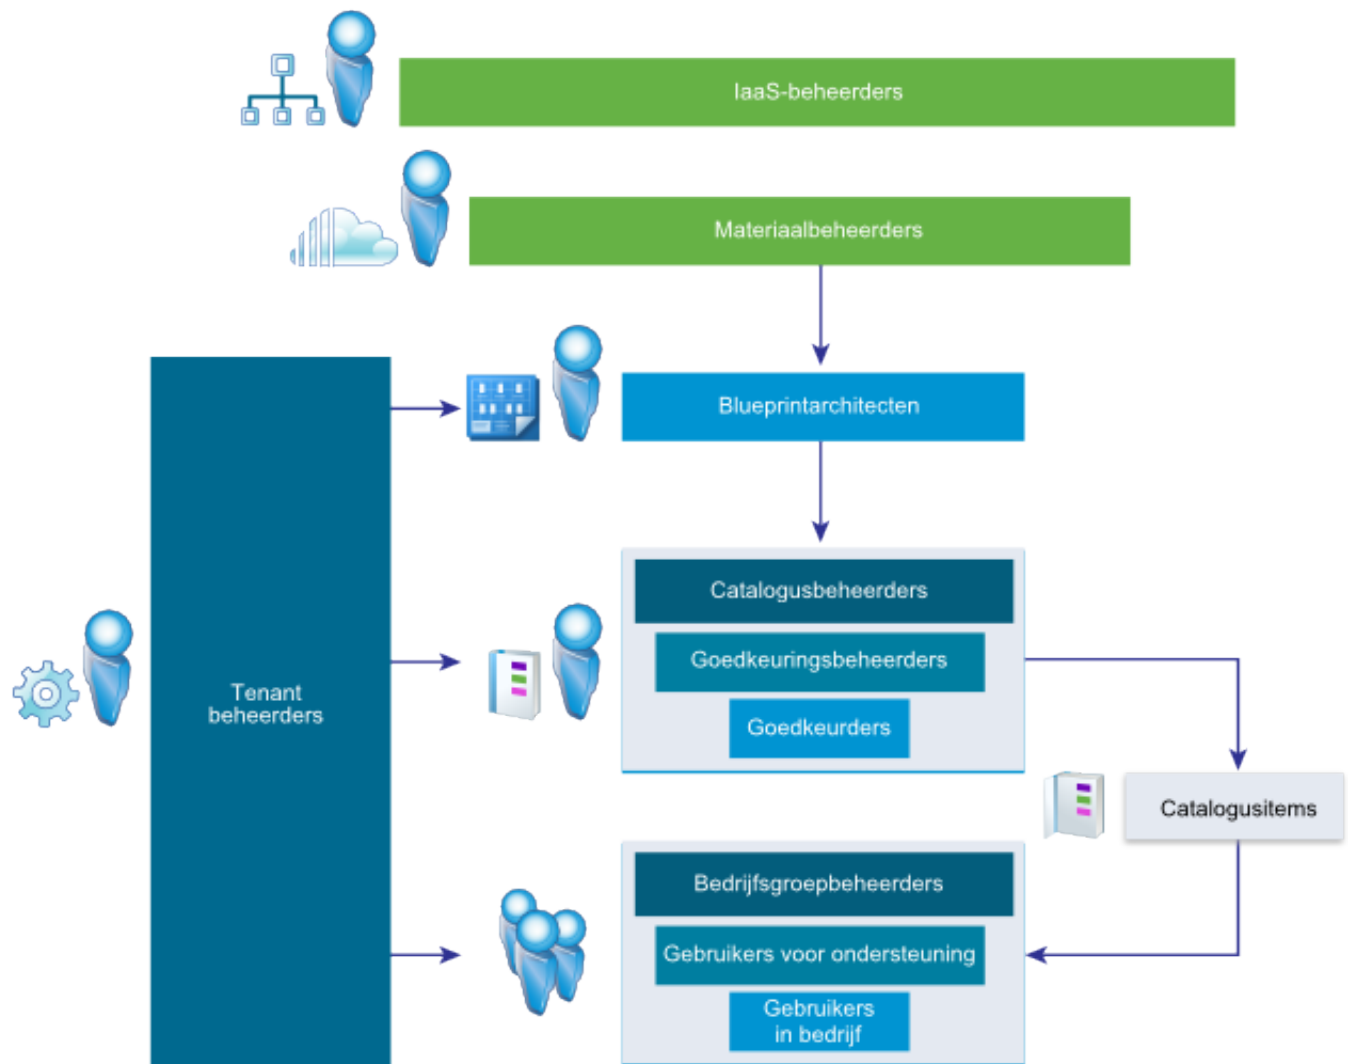 IaaS-beheerders
Materiaalbeheerders
Blueprintarchitecten
Catalogusbeheerders
Goedkeuringsbeheerders
Goedkeurders
Tenant
beheerders
Catalogusitems
Bedrijfsgroepbeheerders
Gebruikers voor ondersteuning
Gebruikers
in bedrijf